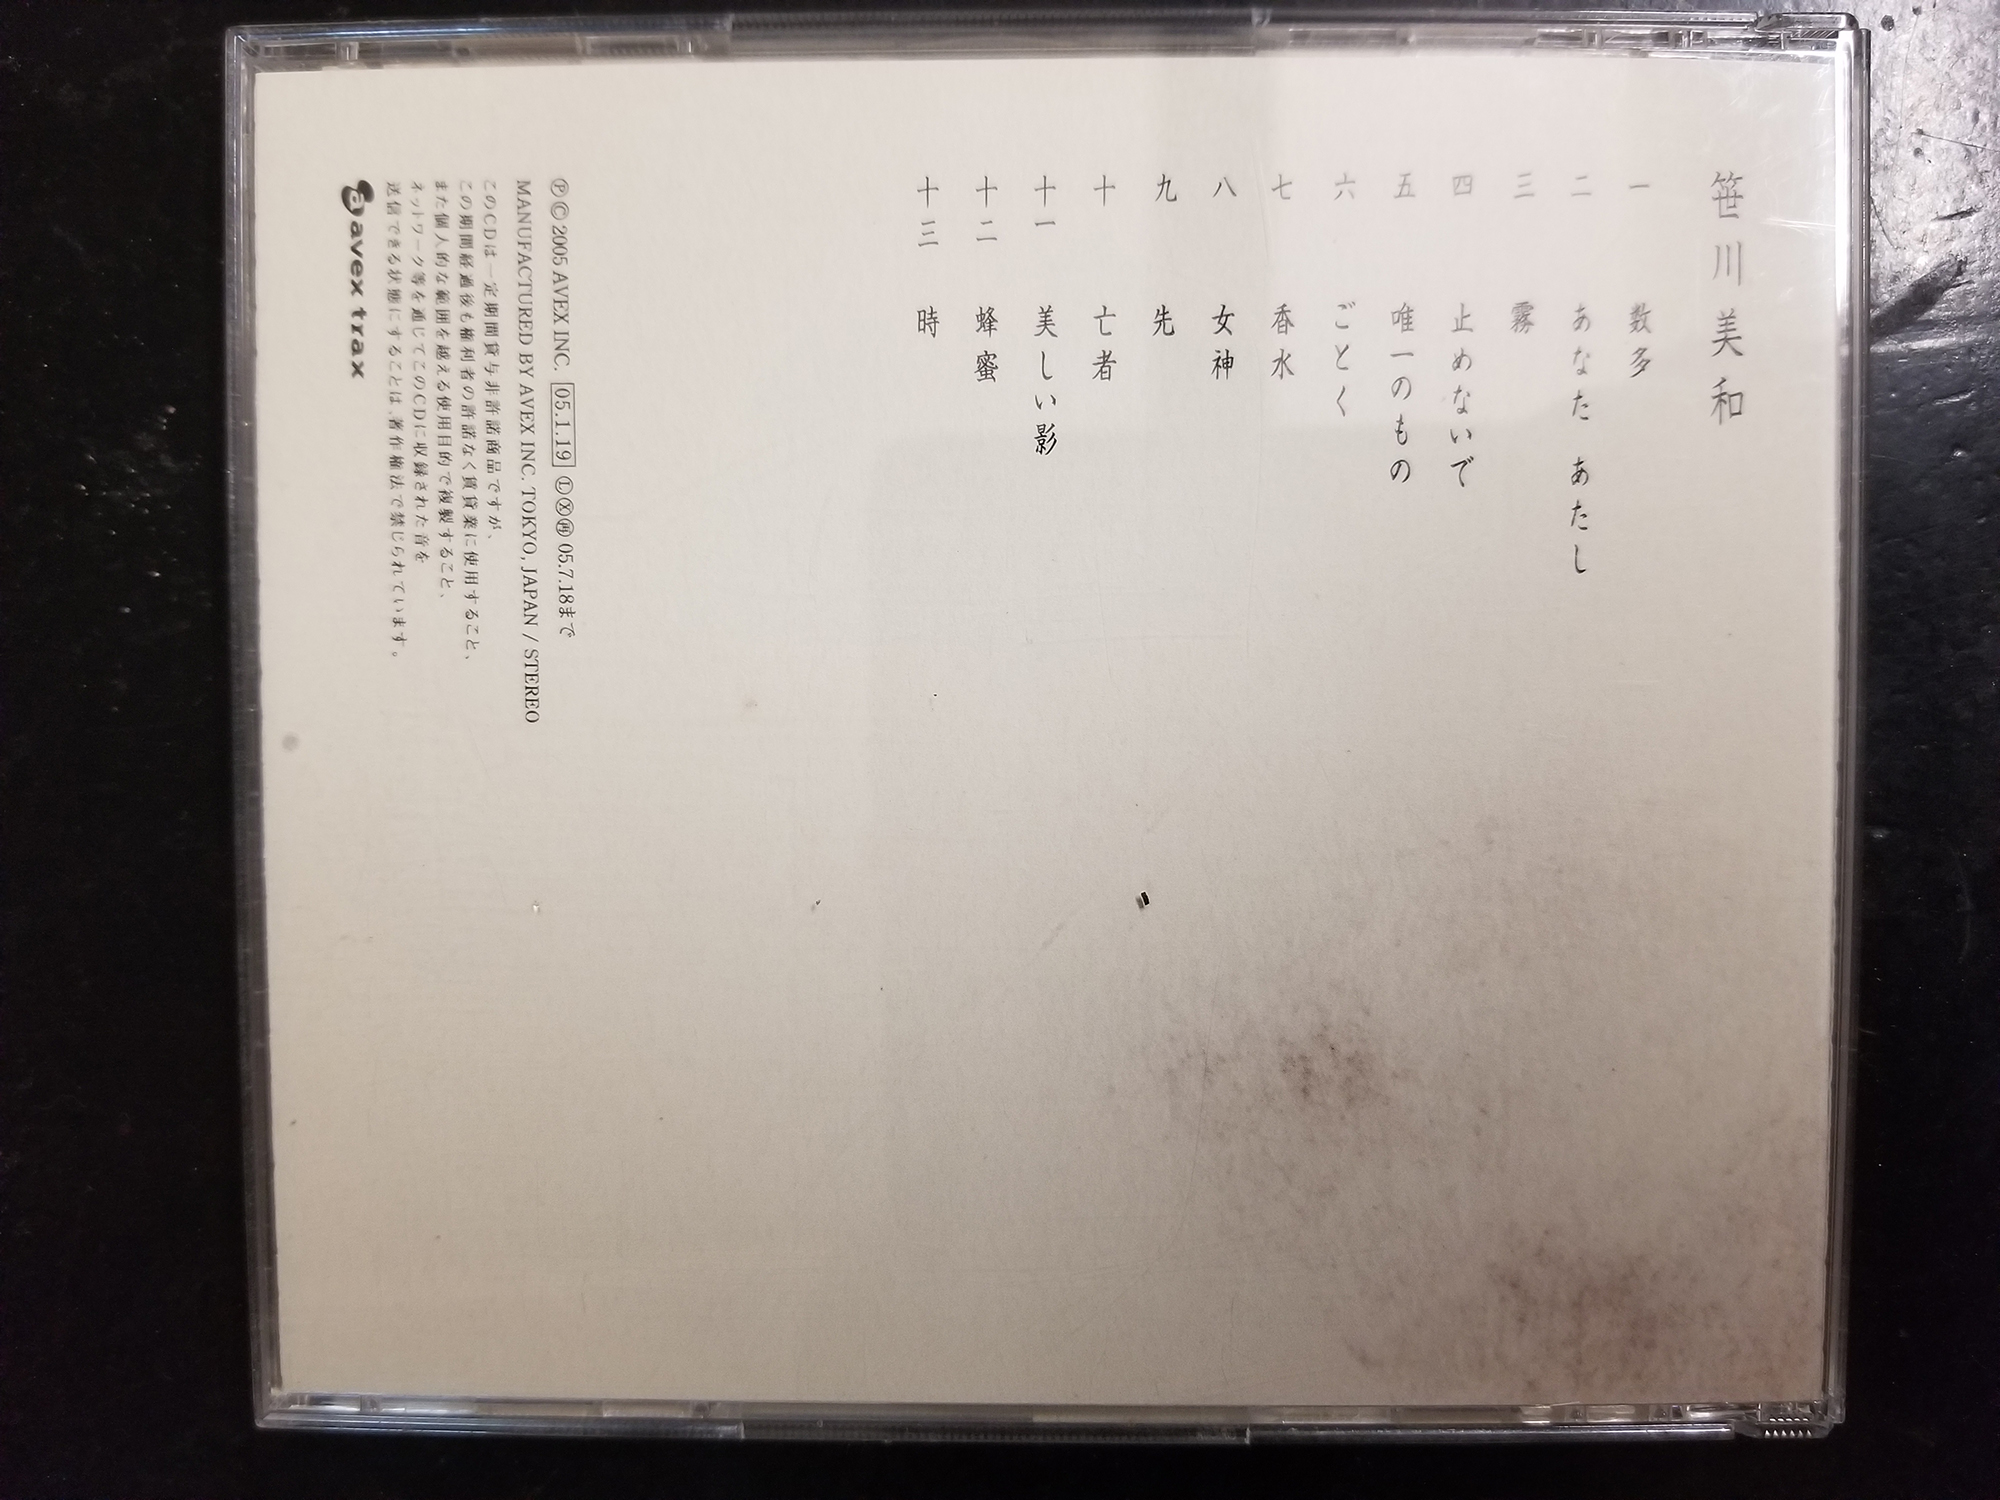 笹川美和
一 数多
二 あなた あたし
三 霧
四 止めないで
五 唯一のもの
六 ごとく
七 香水
八 女神
九 先
十 亡者
十一 美しい影
十二 蜂蜜
十三 時
Ⓟ Ⓒ 2005 AVEX INC. 05.1.19 Ⓛ Ⓧ ㊢ 05.7.18まで
MANUFACTURED BY AVEX INC. TOKYO, JAPAN / STEREO
このCDは一定期間貸与非許諾商品ですが、
この期間経過後も権利者の許諾なく賃貸業に使用すること、
また個人的な範囲を越える使用目的で複製すること、
ネットワーク等を通じてこのCDに収録された音を
送信できる状態にすることは、著作権法で禁じられています。
a avex trax